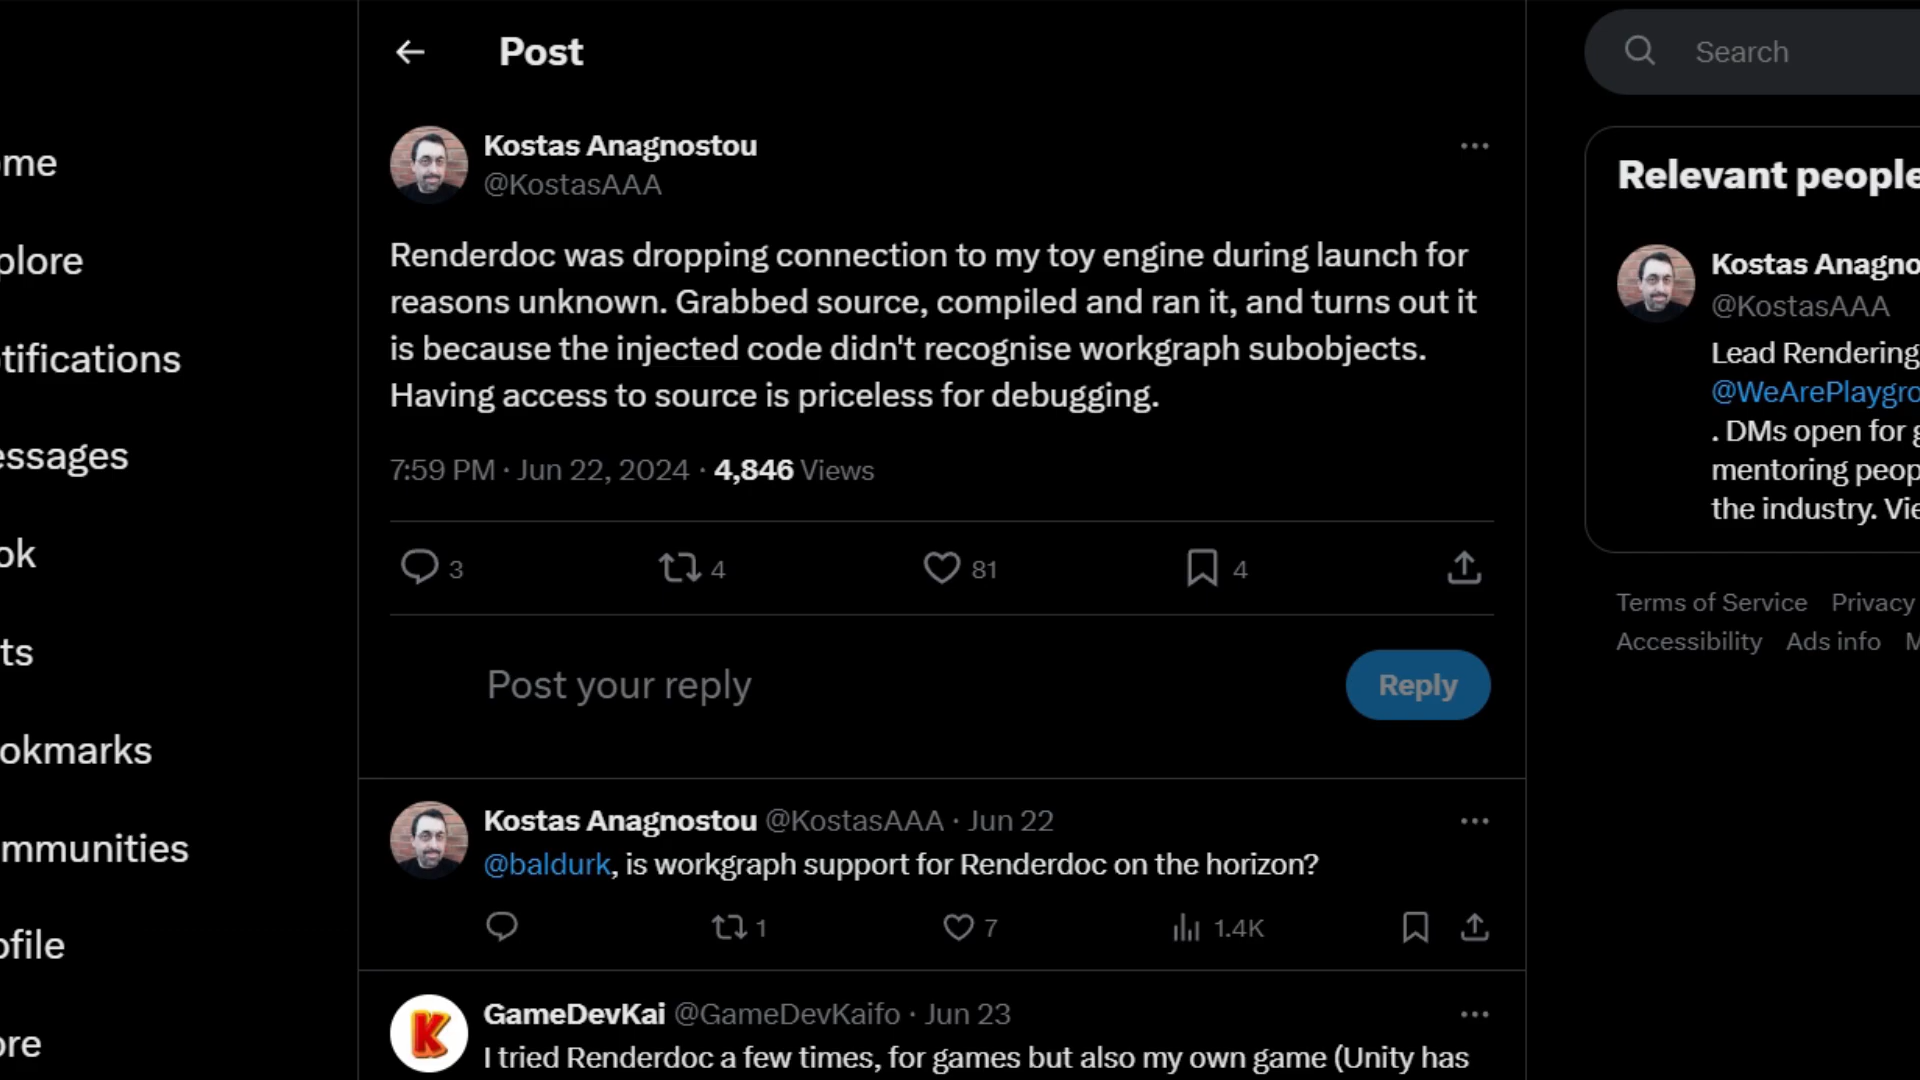 Post
Search
ome
plore
otifications
essages
ok
ts
okmarks
mmunities
ofile
ore
Kostas Anagnostou
@KostasAAA
Renderdoc was dropping connection to my toy engine during launch for
reasons unknown. Grabbed source, compiled and ran it, and turns out it
is because the injected code didn't recognise workgraph subobjects.
Having access to source is priceless for debugging.
7:59 PM · Jun 22, 2024 · 4,846 Views
3 4 81 4
Post your reply
Reply
Kostas Anagnostou @KostasAAA · Jun 22
@baldurk, is workgraph support for Renderdoc on the horizon?
1 7 1.4K
GameDevKai @GameDevKaifo · Jun 23
I tried Renderdoc a few times, for games but also my own game (Unity has
K
Relevant people
Kostas Anagno
@KostasAAA
Lead Rendering
@WeArePlaygro
. DMs open for g
mentoring peop
the industry. Vie
Terms of Service Privacy
Accessibility Ads info M